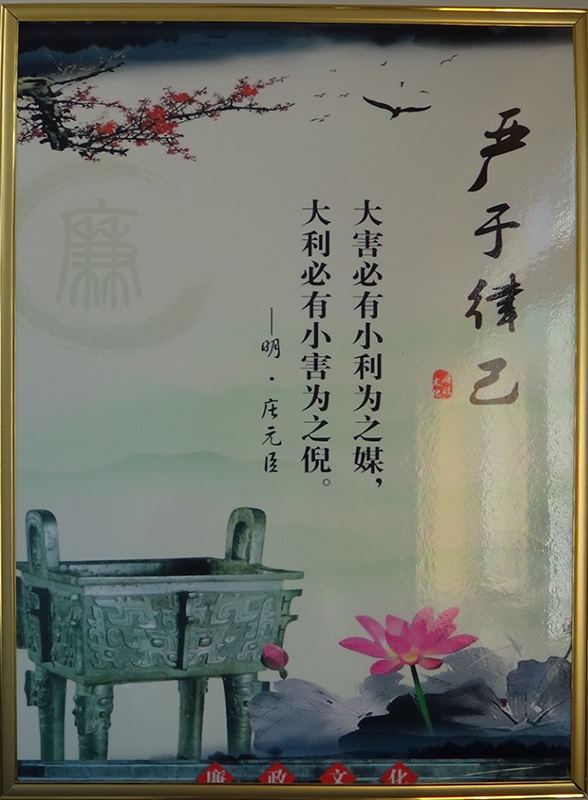 严于律己
大害必有小利为之媒，
大利必有小害为之倪。
——明·庄元臣
廉
廉政文化